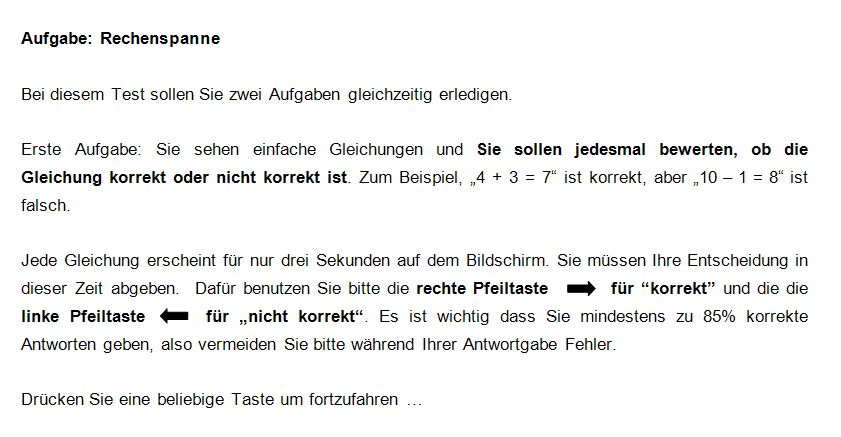 Aufgabe: Rechenspanne
Bei diesem Test sollen Sie zwei Aufgaben gleichzeitig erledigen.
Erste Aufgabe: Sie sehen einfache Gleichungen und Sie sollen jedesmal bewerten, ob die
Gleichung korrekt oder nicht korrekt ist. Zum Beispiel, „4 + 3 = 7“ ist korrekt, aber „10 – 1 = 8“ ist
falsch.
Jede Gleichung erscheint für nur drei Sekunden auf dem Bildschirm. Sie müssen Ihre Entscheidung in
dieser Zeit abgeben. Dafür benutzen Sie bitte die rechte Pfeiltaste für “korrekt” und die die
linke Pfeiltaste für „nicht korrekt“. Es ist wichtig dass Sie mindestens zu 85% korrekte
Antworten geben, also vermeiden Sie bitte während Ihrer Antwortgabe Fehler.
Drücken Sie eine beliebige Taste um fortzufahren …